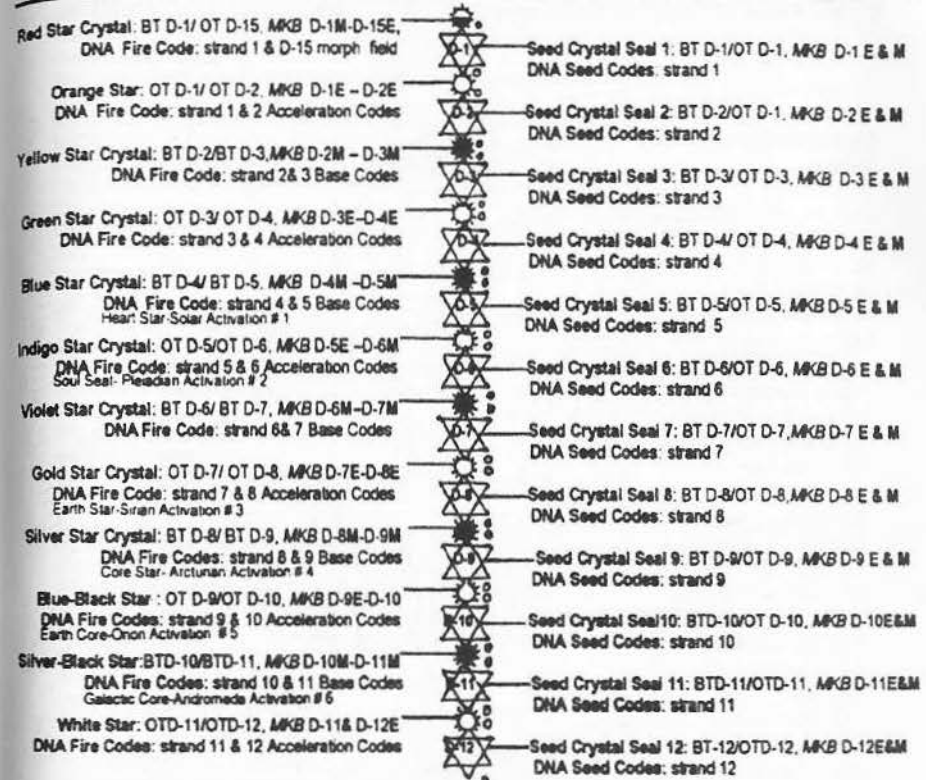 Red Star Crystal: BT D-1/ OT D-15, MKB D-1M-D-15E,
DNA Fire Code: strand 1 & D-15 morph field
Orange Star: OT D-1/ OT D-2, MKB D-1E – D-2E
DNA Fire Code: strand 1 & 2 Acceleration Codes
Yellow Star Crystal: BT D-2/BT D-3, MKB D-2M – D-3M
DNA Fire Code: strand 2& 3 Base Codes
Green Star Crystal: OT D-3/ OT D-4, MKB D-3E–D-4E
DNA Fire Code: strand 3 & 4 Acceleration Codes
Blue Star Crystal: BT D-4/ BT D-5, MKB D-4M –D-5M
DNA Fire Code: strand 4 & 5 Base Codes
Heart Star-Solar Activation # 1
Indigo Star Crystal: OT D-5/OT D-6, MKB D-5E –D-6M
DNA Fire Code: strand 5 & 6 Acceleration Codes
Soul Seat- Pleiadian Activation # 2
Violet Star Crystal: BT D-6/ BT D-7, MKB D-6M–D-7M
DNA Fire Code: strand 6& 7 Base Codes
Gold Star Crystal: OT D-7/ OT D-8, MKB D-7E-D-8E
DNA Fire Code: strand 7 & 8 Acceleration Codes
Earth Star-Sirian Activation # 3
Silver Star Crystal: BT D-8/ BT D-9, MKB D-8M-D-9M
DNA Fire Codes: strand 8 & 9 Base Codes
Core Star- Arcturian Activation # 4
Blue-Black Star : OT D-9/OT D-10, MKB D-9E-D-10
DNA Fire Codes: strand 9 & 10 Acceleration Codes
Earth Core-Orion Activation # 5
Silver-Black Star:BTD-10/BTD-11, MKB D-10M-D-11M
DNA Fire Codes: strand 10 & 11 Base Codes
Galactic Core-Andromeda Activation # 6
White Star: OTD-11/OTD-12, MKB D-11& D-12E
DNA Fire Codes: strand 11 & 12 Acceleration Codes
D-1
D-2
D-3
D-4
D-5
D-6
D-7
D-8
D-9
D-10
D-11
D-12
Seed Crystal Seal 1: BT D-1/OT D-1, MKB D-1 E & M
DNA Seed Codes: strand 1
Seed Crystal Seal 2: BT D-2/OT D-1, MKB D-2 E & M
DNA Seed Codes: strand 2
Seed Crystal Seal 3: BT D-3/ OT D-3, MKB D-3 E & M
DNA Seed Codes: strand 3
Seed Crystal Seal 4: BT D-4/ OT D-4, MKB D-4 E & M
DNA Seed Codes: strand 4
Seed Crystal Seal 5: BT D-5/OT D-5, MKB D-5 E & M
DNA Seed Codes: strand 5
Seed Crystal Seal 6: BT D-6/OT D-6, MKB D-6 E & M
DNA Seed Codes: strand 6
Seed Crystal Seal 7: BT D-7/OT D-7, MKB D-7 E & M
DNA Seed Codes: strand 7
Seed Crystal Seal 8: BT D-8/OT D-8, MKB D-8 E & M
DNA Seed Codes: strand 8
Seed Crystal Seal 9: BT D-9/OT D-9, MKB D-9 E & M
DNA Seed Codes: strand 9
Seed Crystal Seal10: BTD-10/OT D-10, MKB D-10E&M
DNA Seed Codes: strand 10
Seed Crystal Seal 11: BTD-11/OTD-11, MKB D-11E&M
DNA Seed Codes: strand 11
Seed Crystal Seal 12: BT-12/OTD-12, MKB D-12E&M
DNA Seed Codes: strand 12